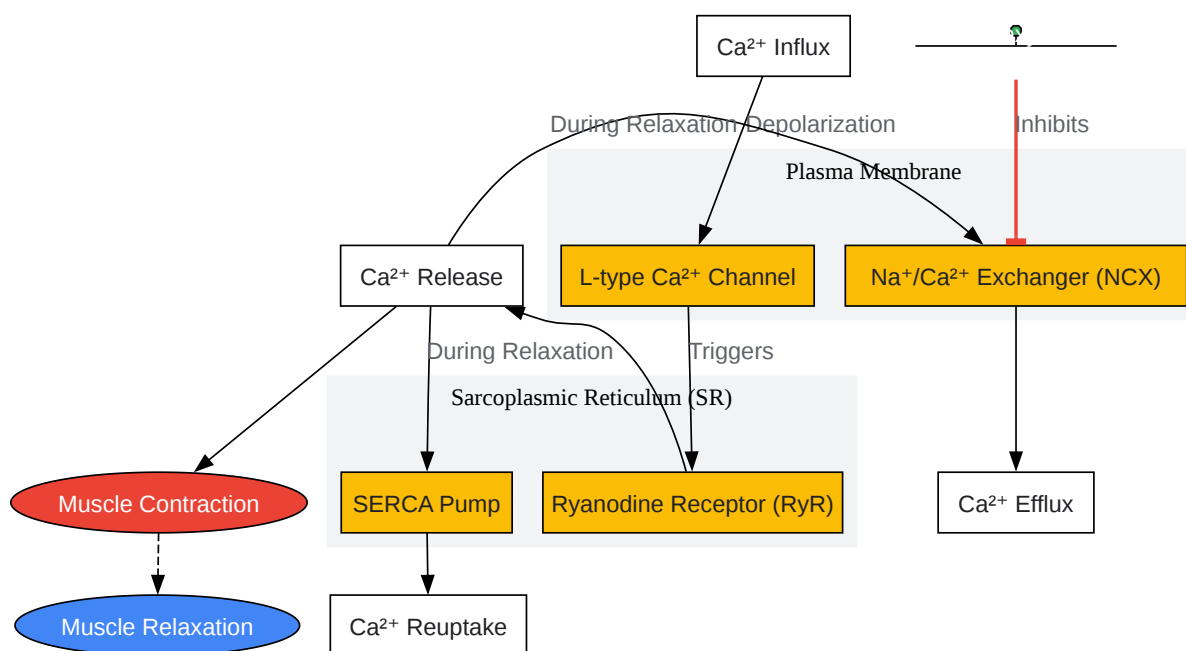 Ca²⁺ Influx
During Relaxation
Depolarization
Inhibits
Plasma Membrane
Ca²⁺ Release
L-type Ca²⁺ Channel
Na⁺/Ca²⁺ Exchanger (NCX)
During Relaxation
Triggers
Sarcoplasmic Reticulum (SR)
Muscle Contraction
SERCA Pump
Ryanodine Receptor (RyR)
Ca²⁺ Efflux
Muscle Relaxation
Ca²⁺ Reuptake